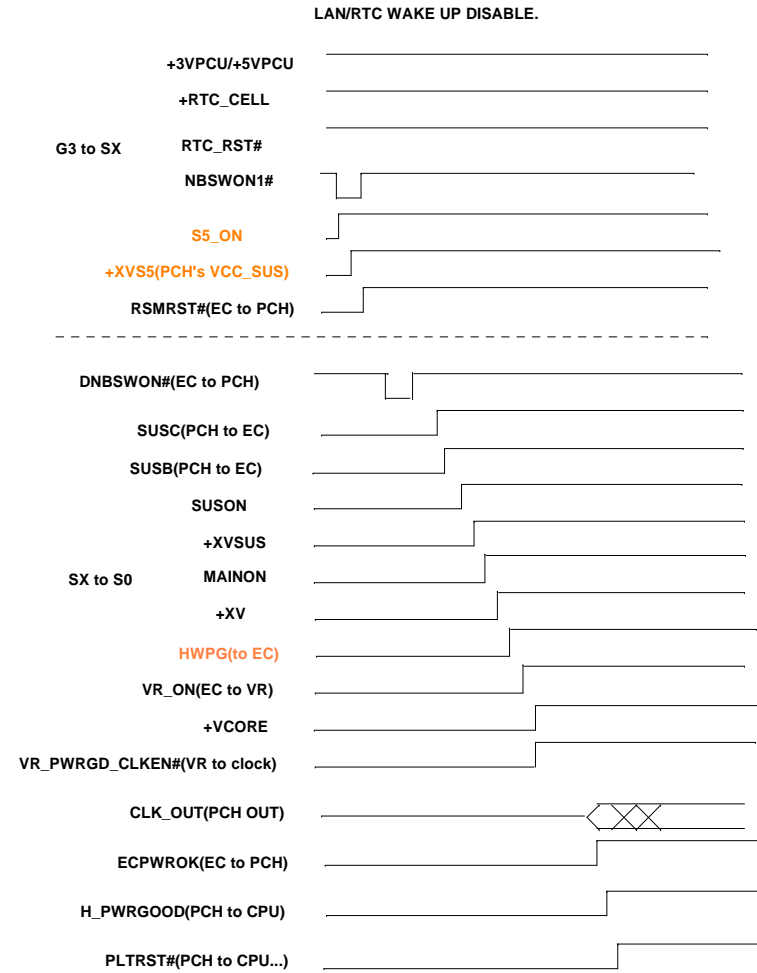 LAN/RTC WAKE UP DISABLE.
+3VPCU/+5VPCU
+RTC_CELL
G3 to SX
RTC_RST#
NBSWON1#
S5_ON
+XVS5(PCH's VCC_SUS)
RSMRST#(EC to PCH)
DNBSWON#(EC to PCH)
SUSC(PCH to EC)
SUSB(PCH to EC)
SUSON
+XVSUS
SX to S0
MAINON
+XV
HWPG(to EC)
VR_ON(EC to VR)
+VCORE
VR_PWRGD_CLKEN#(VR to clock)
CLK_OUT(PCH OUT)
ECPWROK(EC to PCH)
H_PWRGOOD(PCH to CPU)
PLTRST#(PCH to CPU...)